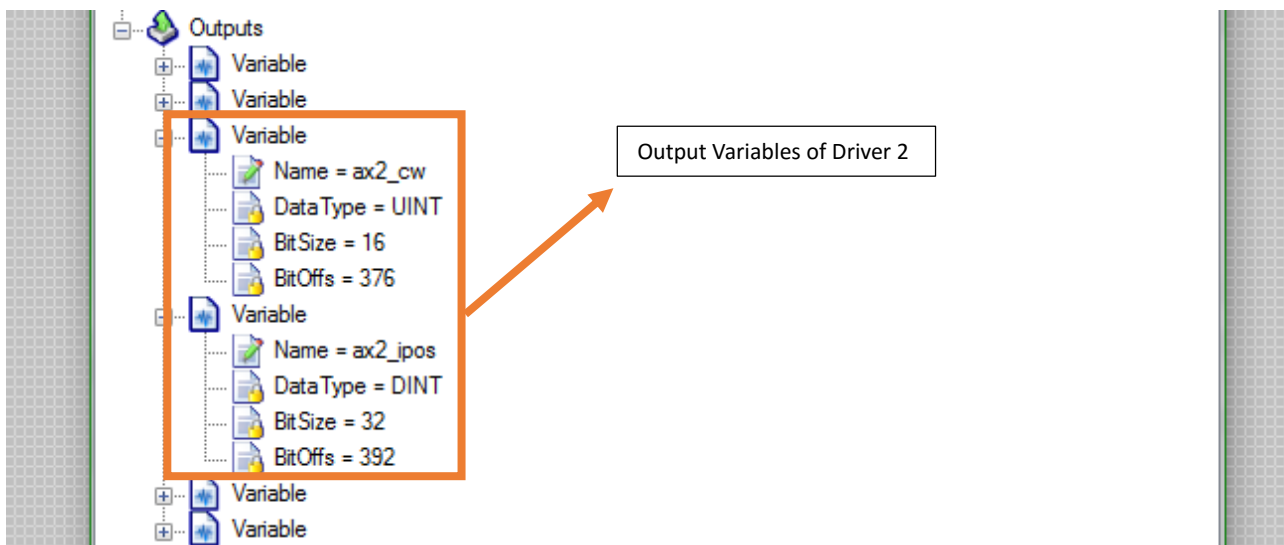 Outputs
Variable
Variable
Variable
Name = ax2_cw
DataType = UINT
BitSize = 16
BitOffs = 376
Variable
Name = ax2_ipos
DataType = DINT
BitSize = 32
BitOffs = 392
Variable
Variable
Output Variables of Driver 2